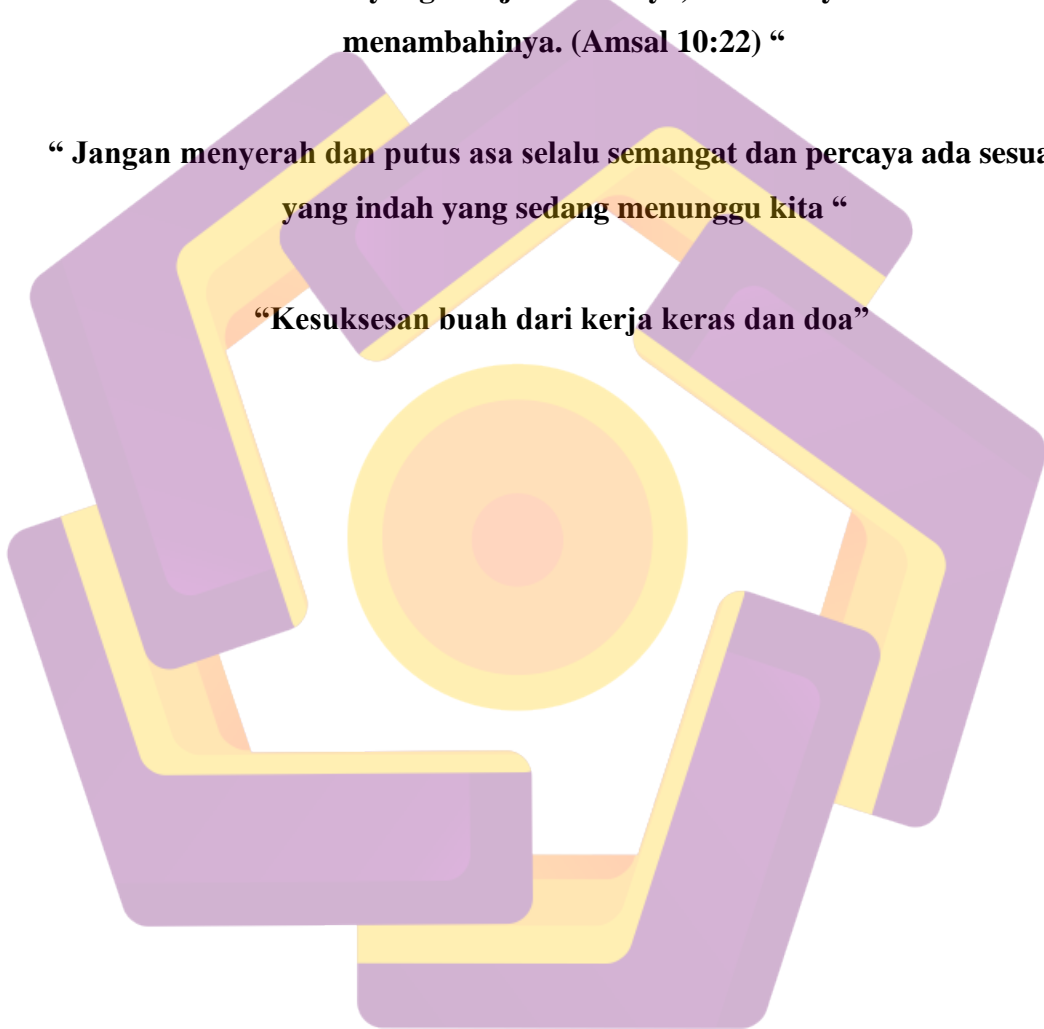 menambahinya. (Amsal 10:22) “
“ Jangan menyerah dan putus asa selalu semangat dan percaya ada
yang indah yang sedang menunggu kita “
“Kesuksesan buah dari kerja keras dan doa”